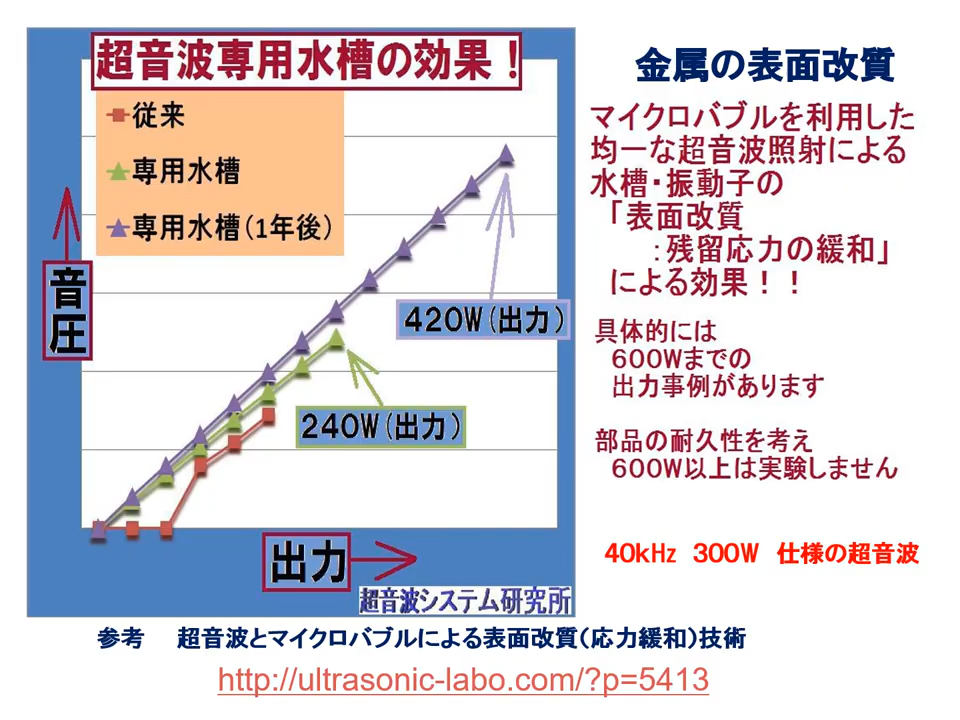 超音波専用水槽の効果！
従来
専用水槽
専用水槽(1年後)
音圧
420W(出力)
240W(出力)
出力
超音波システム研究所
金属の表面改質
マイクロバブルを利用した
均一な超音波照射による
水槽・振動子の
「表面改質
：残留応力の緩和」
による効果！！
具体的には
600Wまでの
出力事例があります
部品の耐久性を考え
600W以上は実験しません
40kHz 300W 仕様の超音波
参考 超音波とマイクロバブルによる表面改質(応力緩和)技術
http://ultrasonic-labo.com/?p=5413